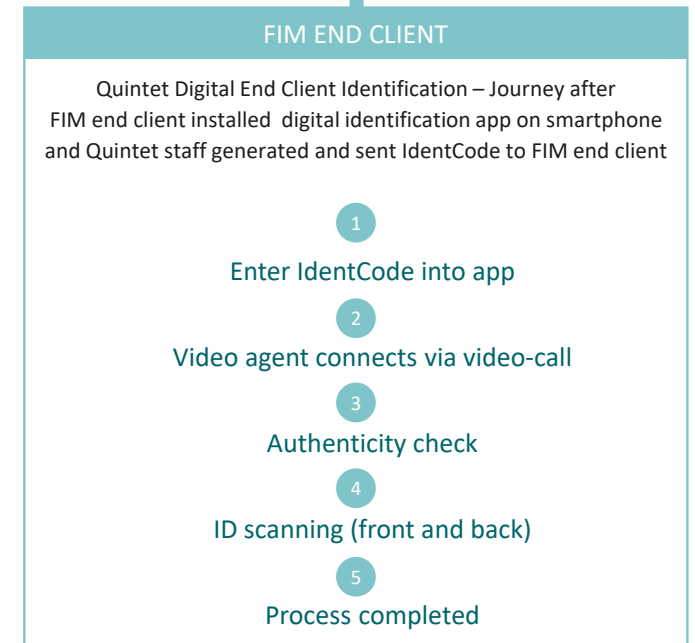 FIM END CLIENT
Quintet Digital End Client Identification – Journey after
FIM end client installed digital identification app on smartphone
and Quintet staff generated and sent IdentCode to FIM end client
1
Enter IdentCode into app
2
Video agent connects via video-call
3
Authenticity check
4
ID scanning (front and back)
5
Process completed